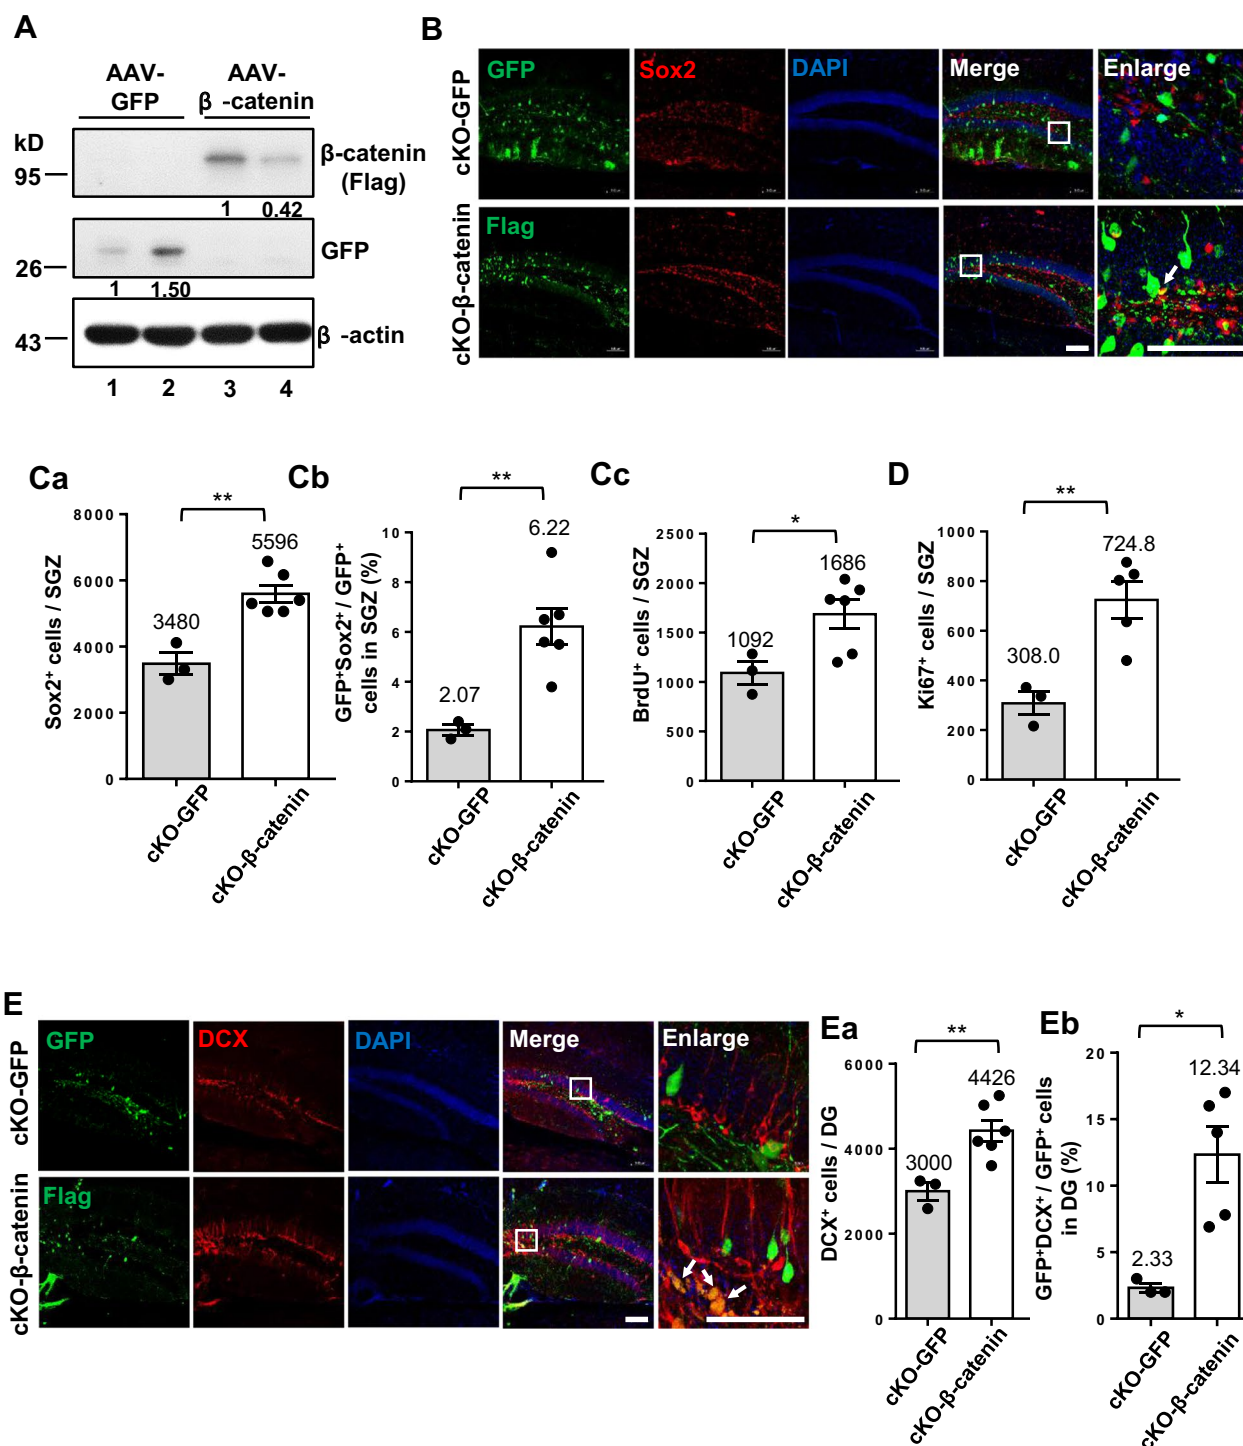 A
AAV-
GFP
AAV-
β -catenin
kD
95
β-catenin
(Flag)
1 0.42
26
GFP
1 1.50
43
β -actin
1 2 3 4
B
cKO-GFP
GFP
Sox2
DAPI
Merge
Enlarge
cKO-β-catenin
Flag
Ca
**
Sox2⁺ cells / SGZ
8000
6000
4000
2000
0
3480
5596
cKO-GFP
cKO-β-catenin
Cb
**
GFP⁺Sox2⁺ / GFP⁺
cells in SGZ (%)
10
8
6
4
2
0
2.07
6.22
cKO-GFP
cKO-β-catenin
Cc
*
BrdU⁺ cells / SGZ
2500
2000
1500
1000
500
0
1092
1686
cKO-GFP
cKO-β-catenin
D
**
Ki67⁺ cells / SGZ
1000
800
600
400
200
0
308.0
724.8
cKO-GFP
cKO-β-catenin
E
cKO-GFP
GFP
DCX
DAPI
Merge
Enlarge
cKO-β-catenin
Flag
Ea
**
DCX⁺ cells / DG
6000
4000
2000
0
3000
4426
cKO-GFP
cKO-β-catenin
Eb
*
GFP⁺DCX⁺ / GFP⁺ cells
in DG (%)
20
15
10
5
0
2.33
12.34
cKO-GFP
cKO-β-catenin